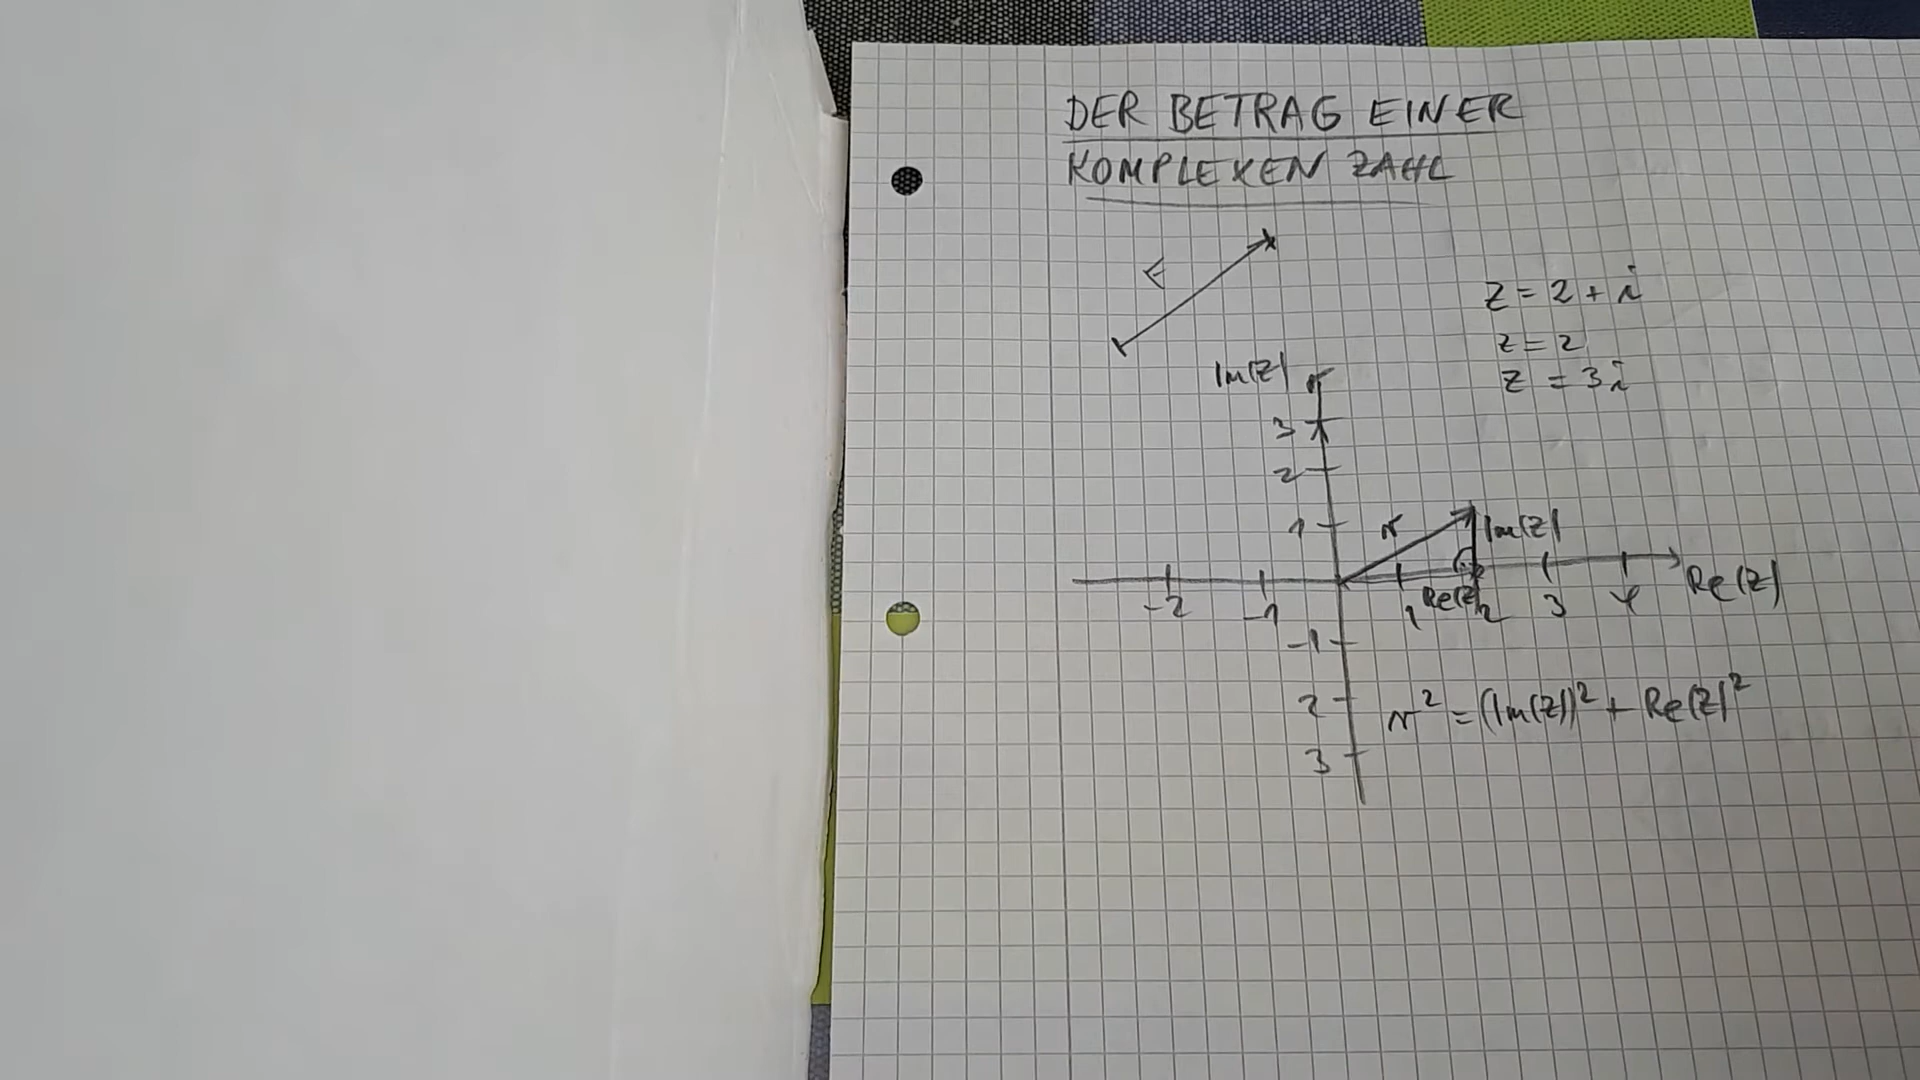 DER BETRAG EINER
KOMPLEXEN ZAHL
z = 2 + i
z = 2
z = 3i
Im(z)
3
2
1
r
Im(z)
-2
-1
1
Re(z)
2
3
4
Re(z)
-1
2
3
r² = (Im(z))² + Re(z)²